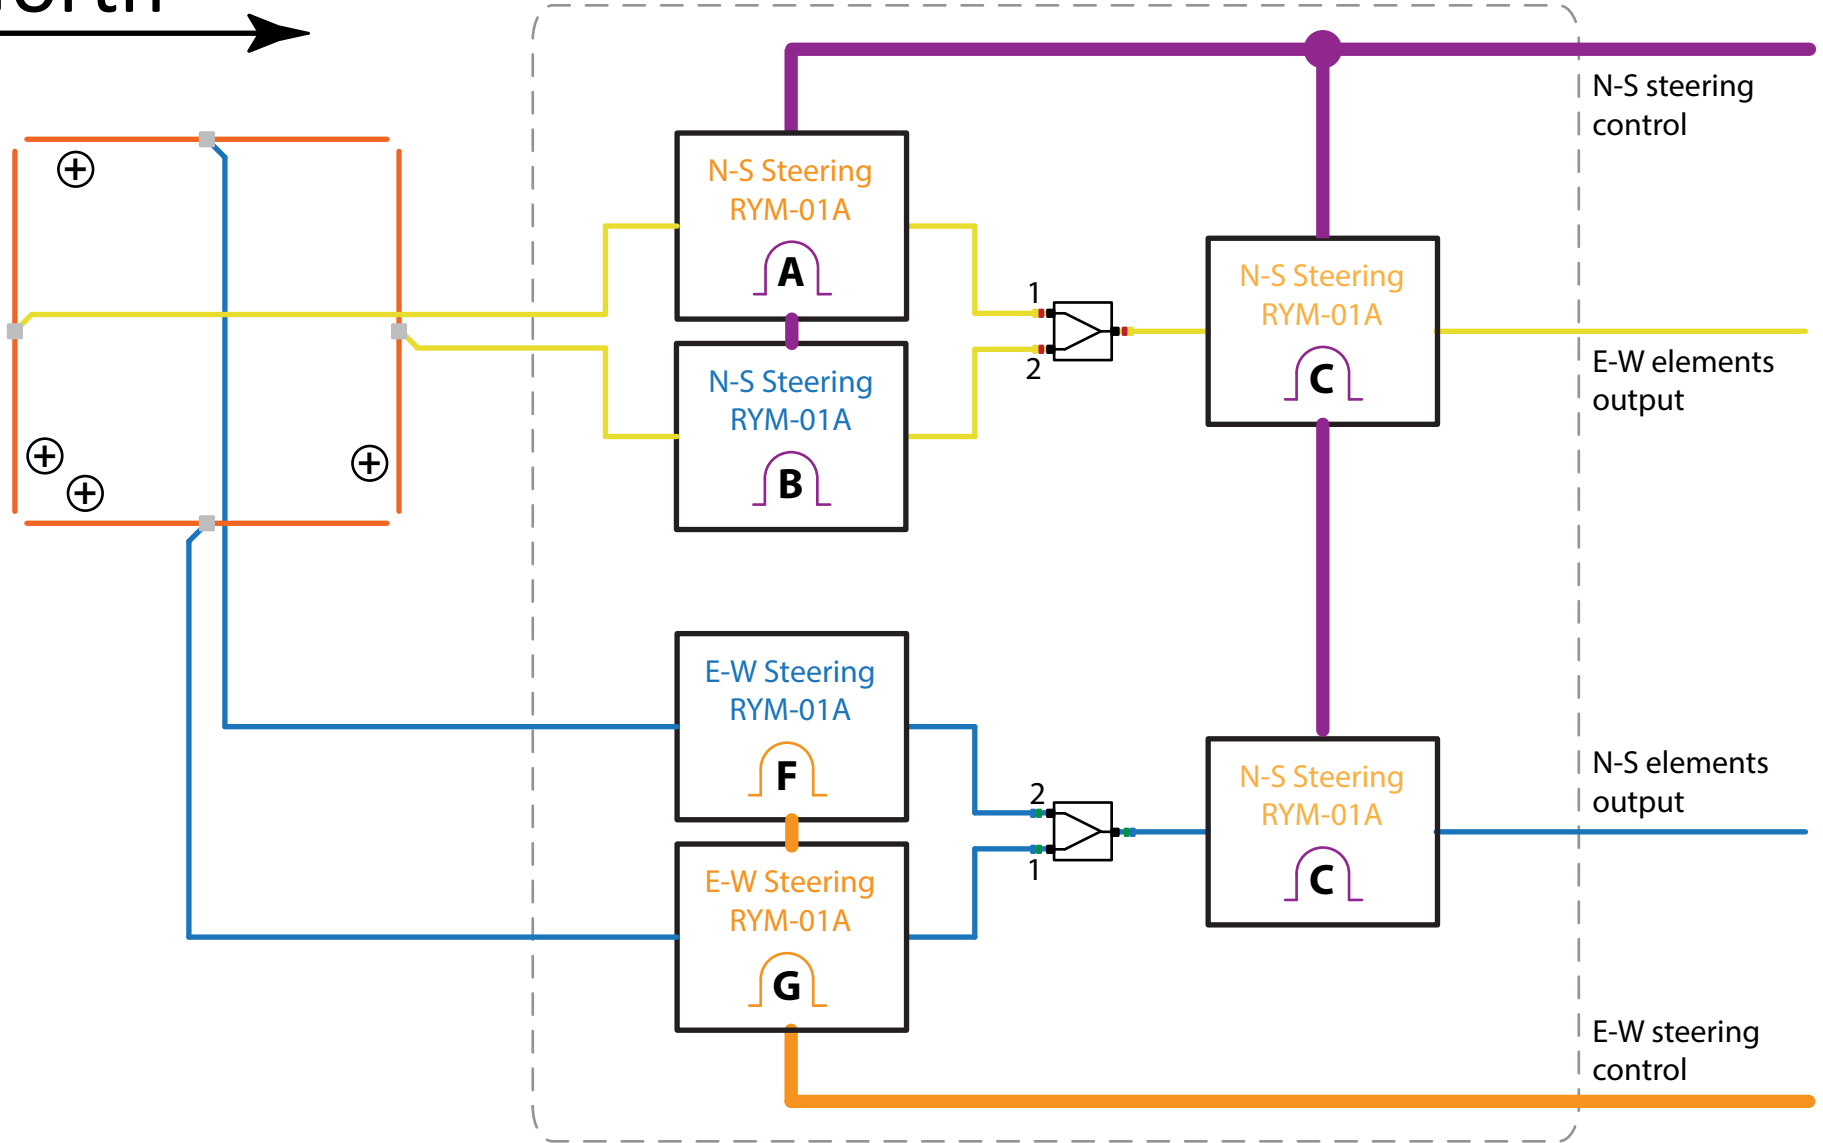 N-S steering
control
N-S Steering
RYM-01A
A
N-S Steering
RYM-01A
B
1
2
N-S Steering
RYM-01A
C
E-W elements
output
E-W Steering
RYM-01A
F
E-W Steering
RYM-01A
G
2
1
N-S Steering
RYM-01A
C
N-S elements
output
E-W steering
control